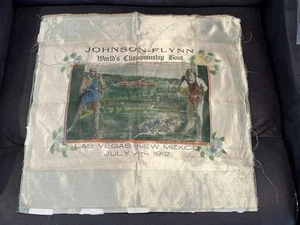 JOHNSON-FLYNN
World's Championship Bout
LAS VEGAS, NEW MEXICO
JULY 4TH 1912